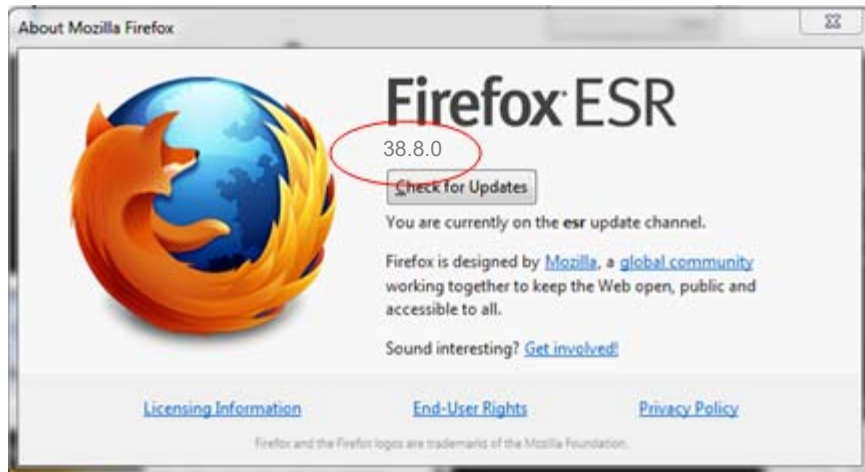 About Mozilla Firefox
Firefox ESR
38.8.0
Check for Updates
You are currently on the esr update channel.
Firefox is designed by Mozilla, a global community
working together to keep the Web open, public and
accessible to all.
Sound interesting? Get involved!
Licensing Information End-User Rights Privacy Policy
Firefox and the Firefox logos are trademarks of the Mozilla Foundation.